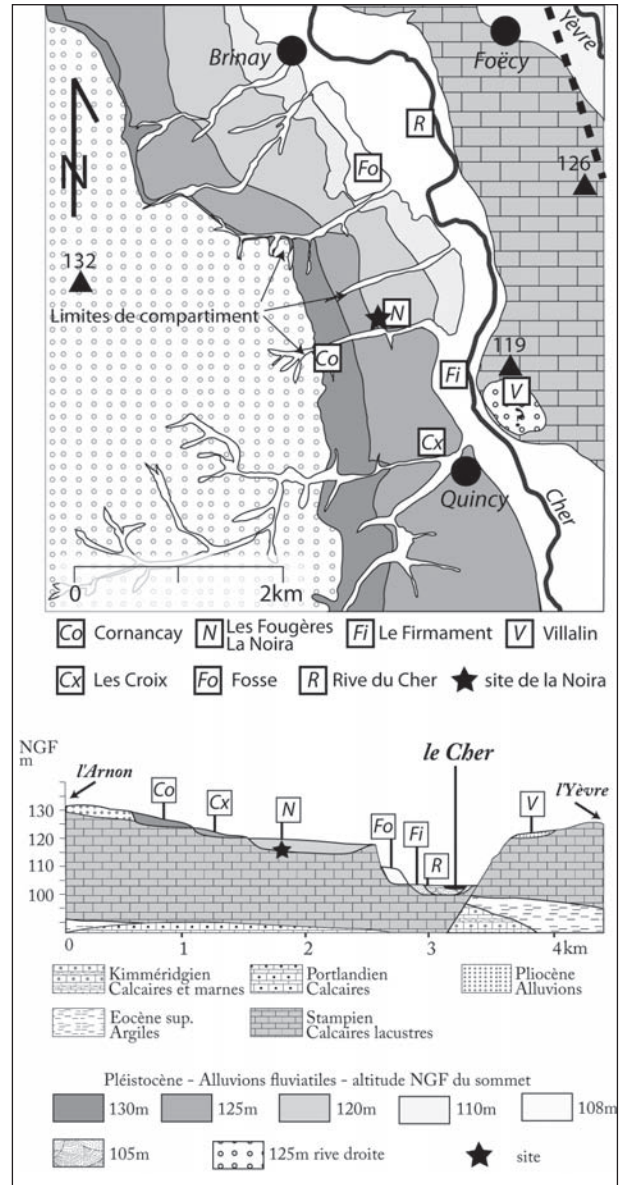 Brinay
Foëcy
Yèvre
R
N
Fo
126
132
Limites de compartiment
N
Co
Fi
119
V
Cx
Quincy
Cher
0 2km
Co Cornancay N Les Fougères La Noira Fi Le Firmament V Villalin
Cx Les Croix Fo Fosse R Rive du Cher site de la Noira
NGF
m
l'Arnon
le Cher
l'Yèvre
Co
Cx
N
Fo
Fi
R
V
130
120
110
100
0 1 2 3 4km
Kimméridgien
Calcaires et marnes
Portlandien
Calcaires
Pliocène
Alluvions
Eocène sup.
Argiles
Stampien
Calcaires lacustres
Pléistocène - Alluvions fluviatiles - altitude NGF du sommet
130m 125m 120m 110m 108m
105m 125m rive droite site